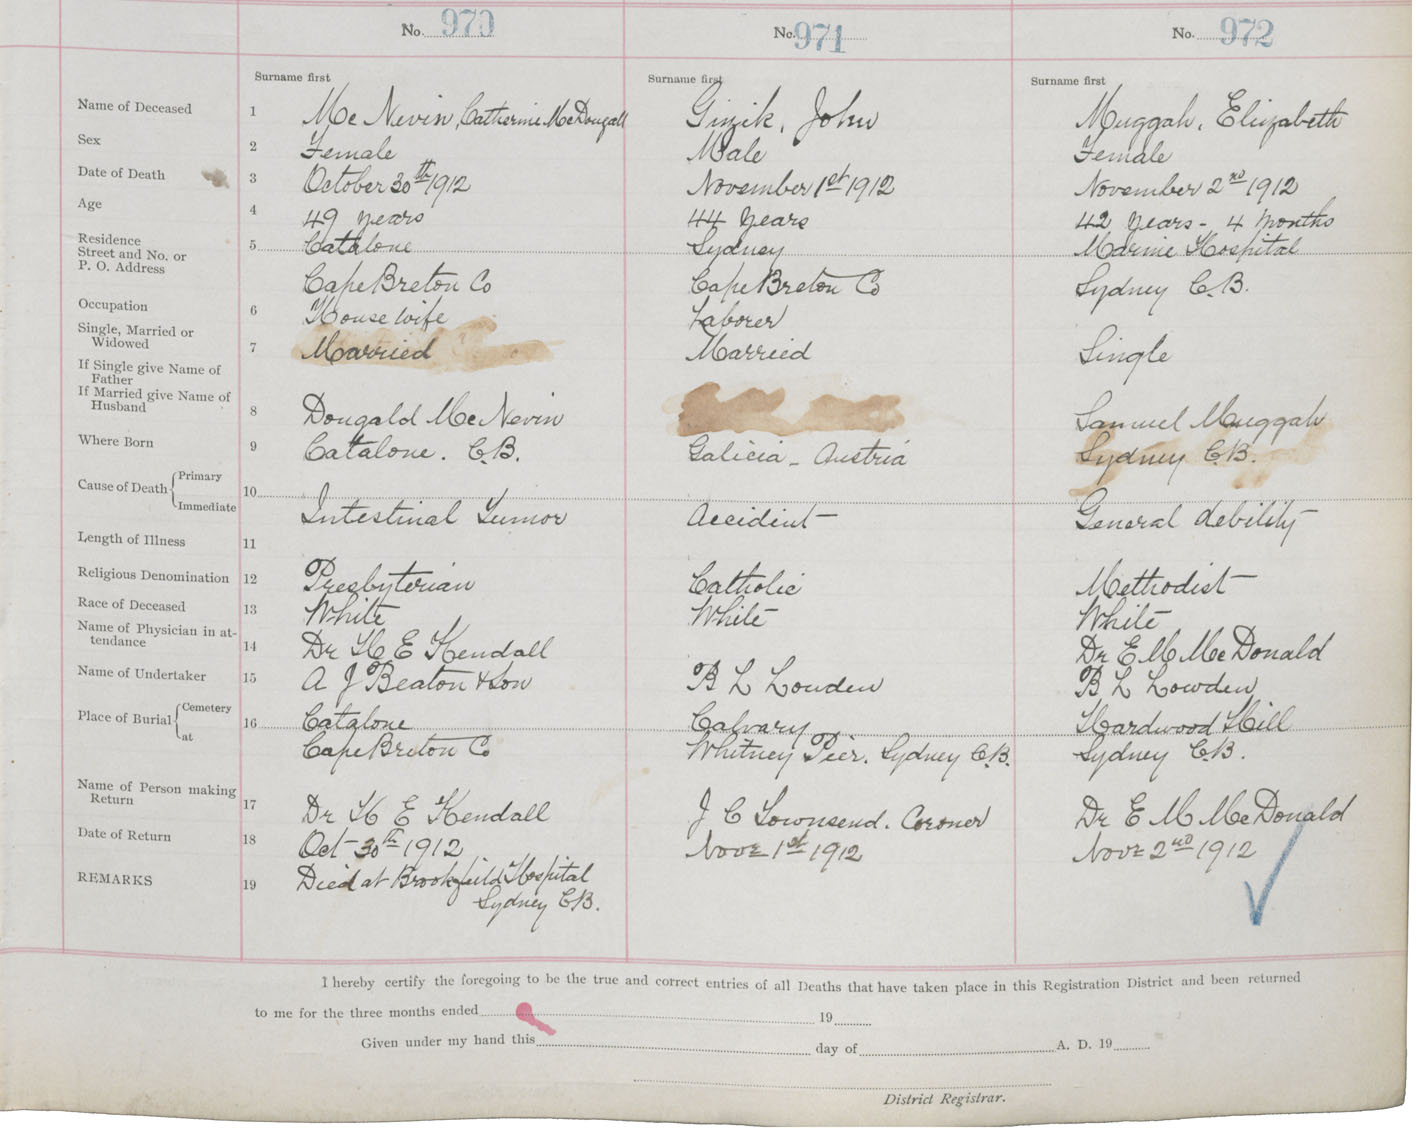 No. 970 No. 971 No. 972
Surname first Surname first Surname first
Name of Deceased 1 McNevin, Catherine McDougall Ginzik, John Muggah, Elizabeth
Sex 2 Female Male Female
Date of Death 3 October 30th 1912 November 1st 1912 November 2nd 1912
Age 4 49 years 44 years 42 years - 4 months
Residence
Street and No. or 5 Catalone Sydney Marine Hospital
P. O. Address
Cape Breton Co Cape Breton Co Sydney C.B.
Occupation 6 House wife Laborer
Single, Married or
Widowed 7 Married Married Single
If Single give Name of
Father
If Married give Name of
Husband 8 Dougald McNevin Samuel Muggah
Where Born 9 Catalone. C.B. Galicia - Austria Sydney C.B.
Cause of Death Primary
Immediate 10 Intestinal Tumor Accident General debility
Length of Illness 11
Religious Denomination 12 Presbyterian Catholic Methodist
Race of Deceased 13 White White White
Name of Physician in at-
tendance 14 Dr H E Kendall Dr E M McDonald
Name of Undertaker 15 A J Beaton & Son B L Lowden B L Lowden
Place of Burial Cemetery 16 Catalone Calvary Hardwood Hill
at Cape Breton Co Whitney Pier. Sydney C.B. Sydney C.B.
Name of Person making
Return 17 Dr H E Kendall J C Townsend. Coroner Dr E M McDonald
Date of Return 18 Oct 30th 1912 Novr 1st 1912 Novr 2nd 1912
REMARKS 19 Died at Brookfield Hospital
Sydney C.B.
I hereby certify the foregoing to be the true and correct entries of all Deaths that have taken place in this Registration District and been returned
to me for the three months ended 19
Given under my hand this day of A. D. 19
District Registrar.